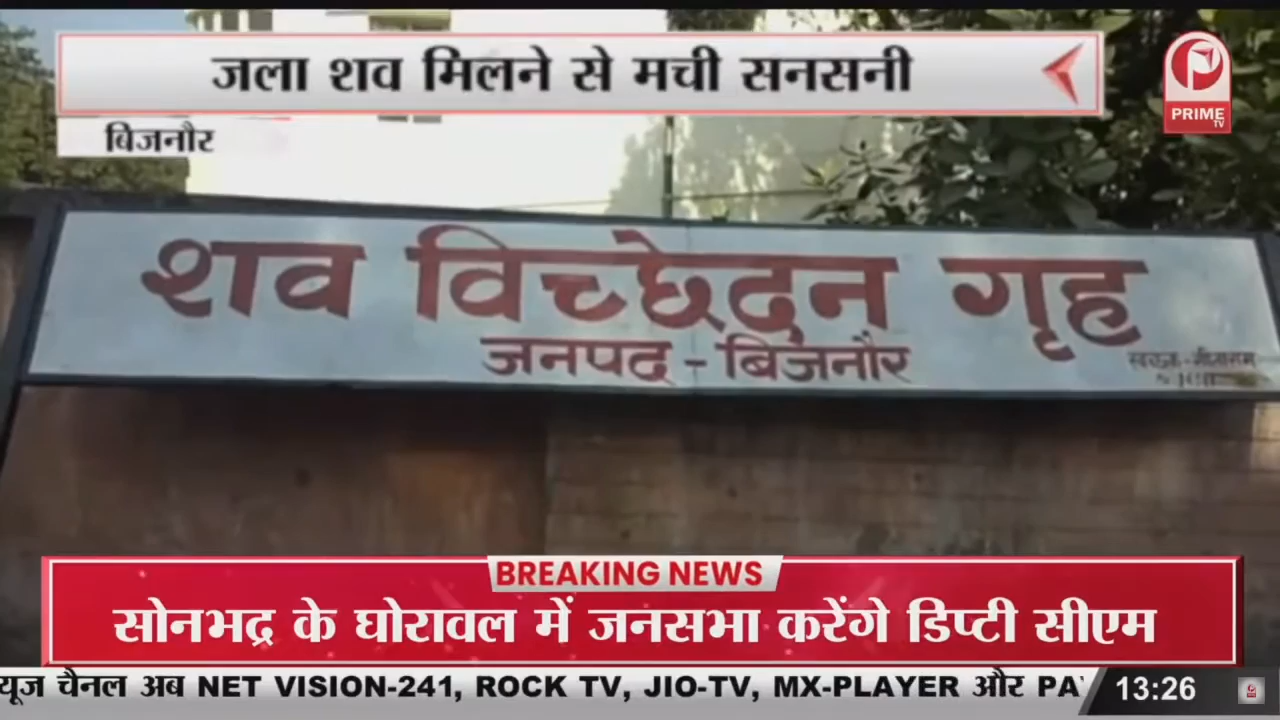 जला शव मिलने से मची सनसनी
PRIME
TV
बिजनौर
शव विच्छेदन गृह
जनपद - बिजनौर
BREAKING NEWS
सोनभद्र के घोरावल में जनसभा करेंगे डिप्टी सीएम
यूज चैनल अब NET VISION-241, ROCK TV, JIO-TV, MX-PLAYER और PA
13:26